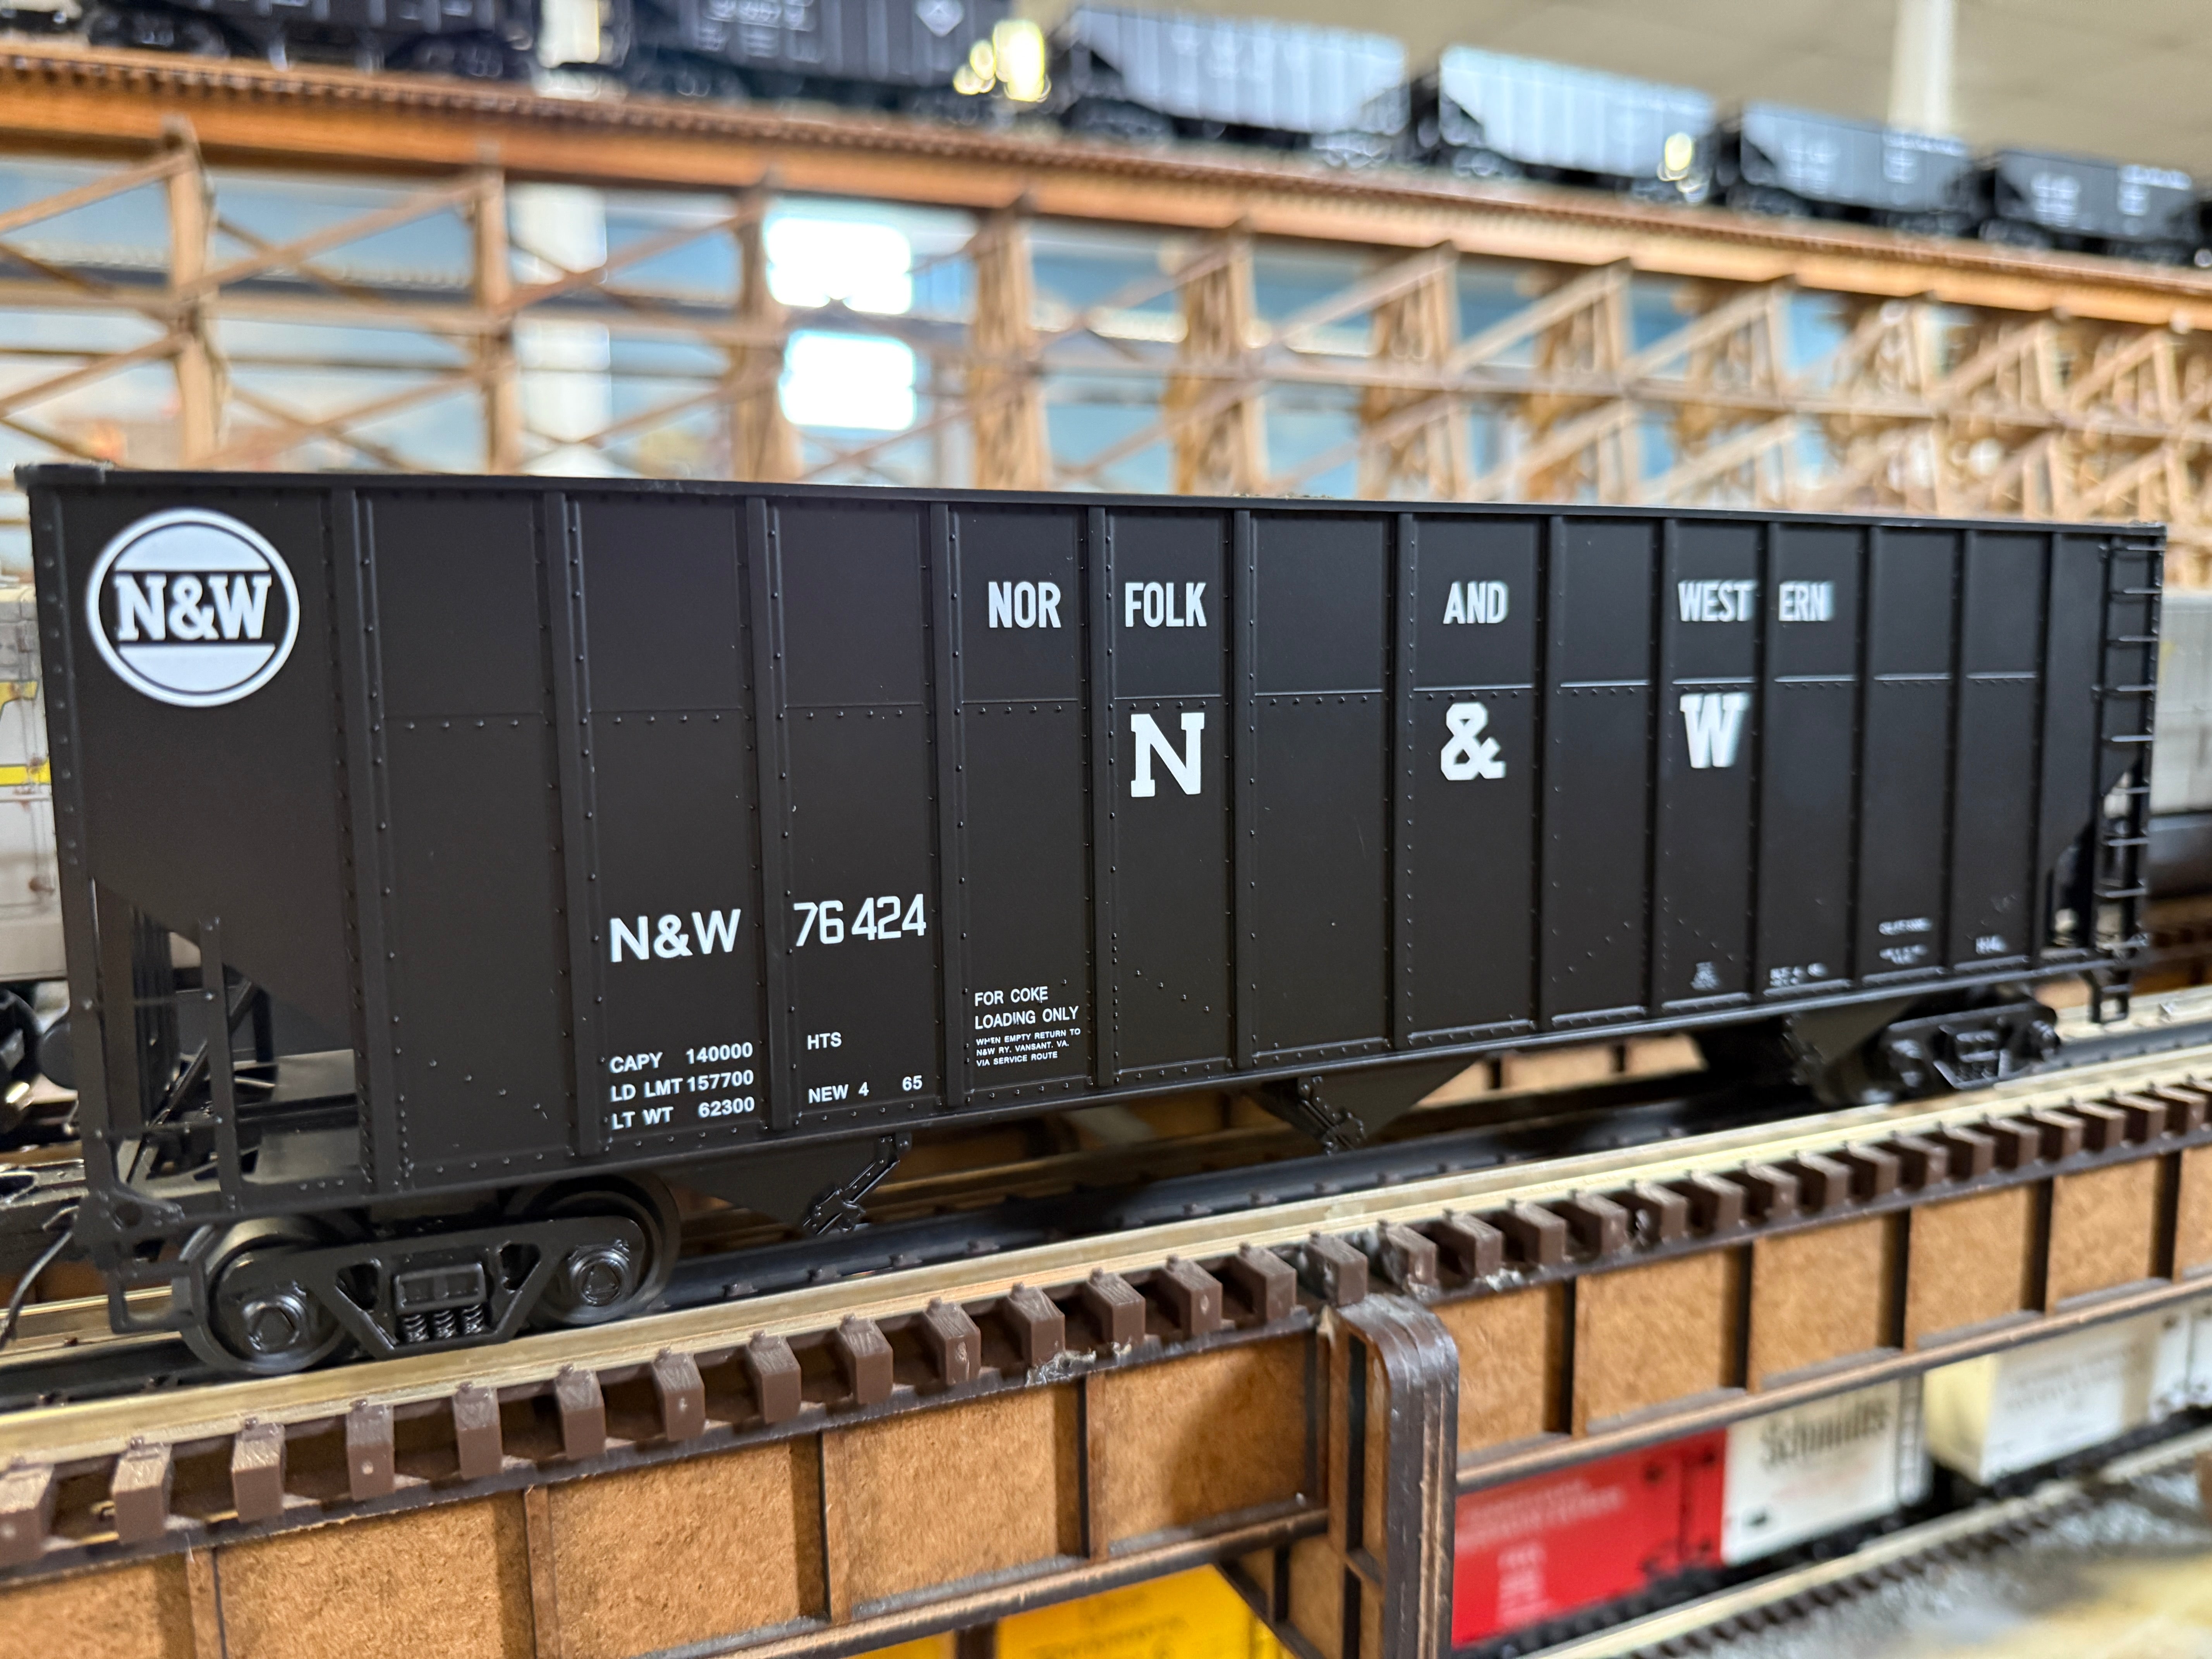 N&W
NOR FOLK AND WEST ERN
N & W
N&W 76424
FOR COKE
LOADING ONLY
WHEN EMPTY RETURN TO
N&W RY. VANSANT. VA.
VIA SERVICE ROUTE
CAPY 140000
LD LMT 157700
LT WT 62300
HTS
NEW 4 65
Schmidts